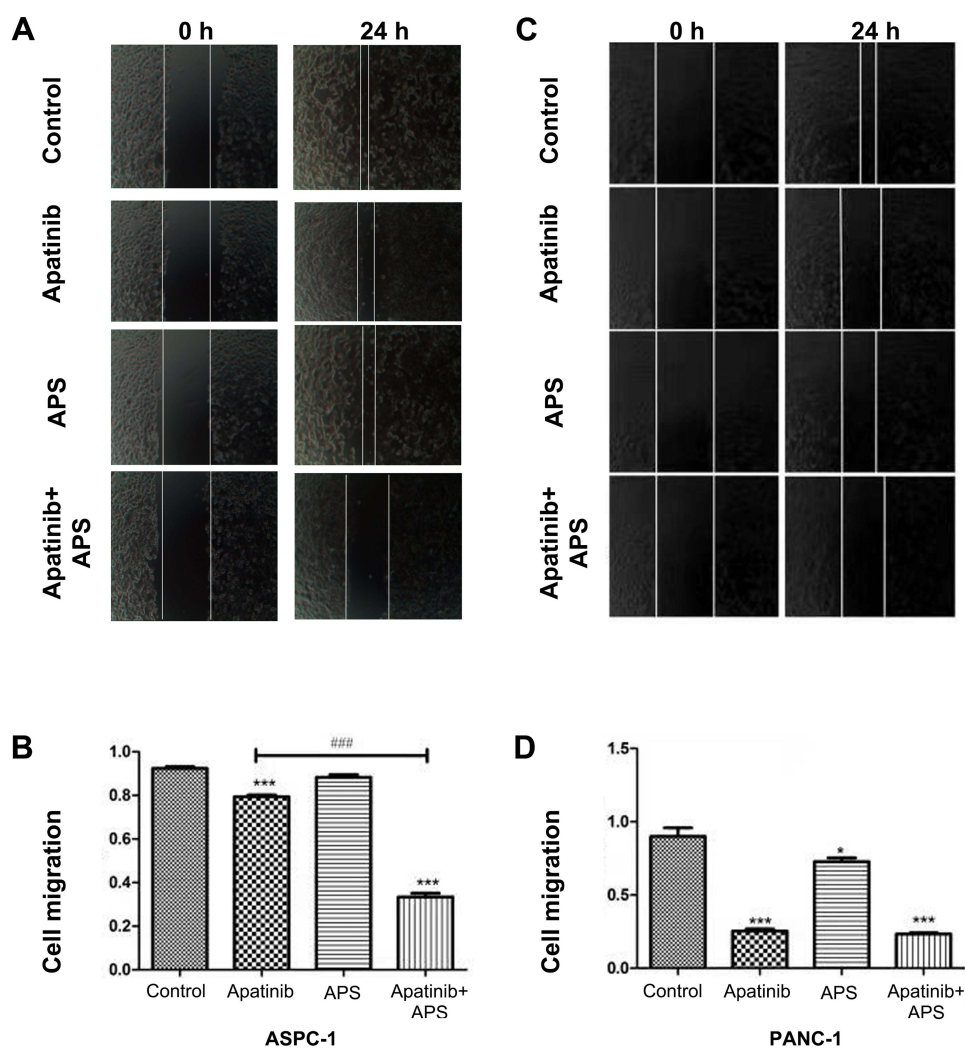 A
0 h 24 h
Control
Apatinib
APS
Apatinib+
APS
C
0 h 24 h
Control
Apatinib
APS
Apatinib+
APS
B
Cell migration
1.0
0.8
0.6
0.4
0.2
0.0
***
###
***
Control Apatinib APS Apatinib+
APS
ASPC-1
D
Cell migration
1.5
1.0
0.5
0.0
***
*
***
Control Apatinib APS Apatinib+
APS
PANC-1